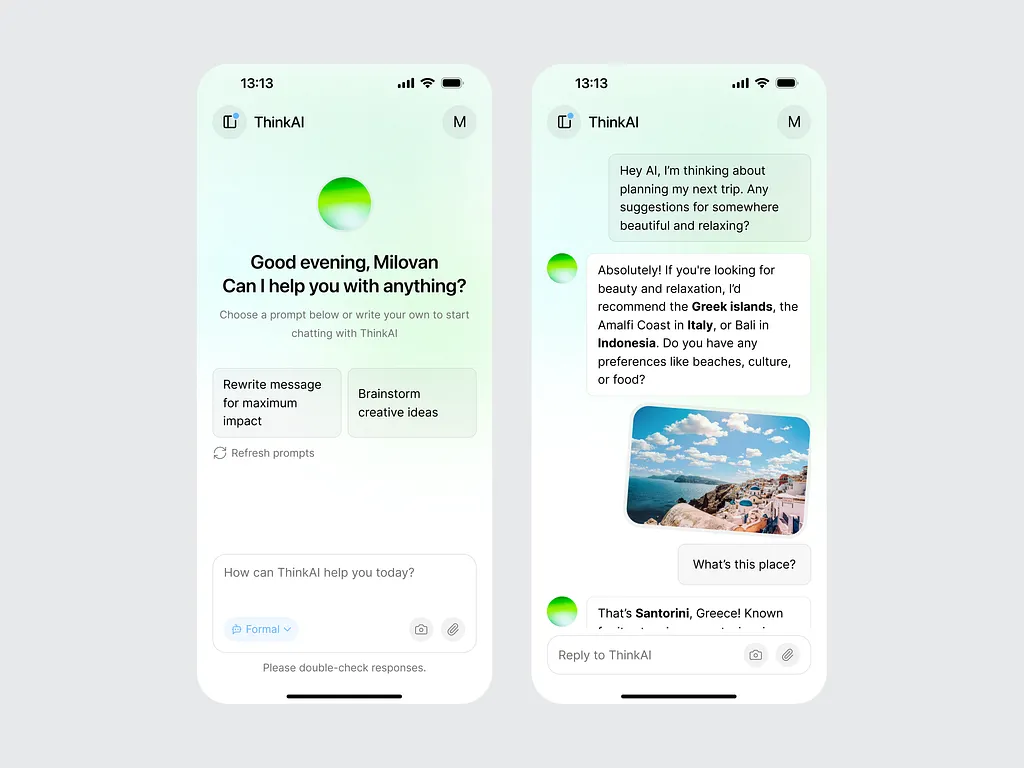 13:13
ThinkAI
M
Good evening, Milovan
Can I help you with anything?
Choose a prompt below or write your own to start
chatting with ThinkAI
Rewrite message
for maximum
impact
Brainstorm
creative ideas
Refresh prompts
How can ThinkAI help you today?
Formal
Please double-check responses.
13:13
ThinkAI
M
Hey AI, I'm thinking about
planning my next trip. Any
suggestions for somewhere
beautiful and relaxing?
Absolutely! If you're looking for
beauty and relaxation, I'd
recommend the Greek islands, the
Amalfi Coast in Italy, or Bali in
Indonesia. Do you have any
preferences like beaches, culture,
or food?
What's this place?
That's Santorini, Greece! Known
Reply to ThinkAI